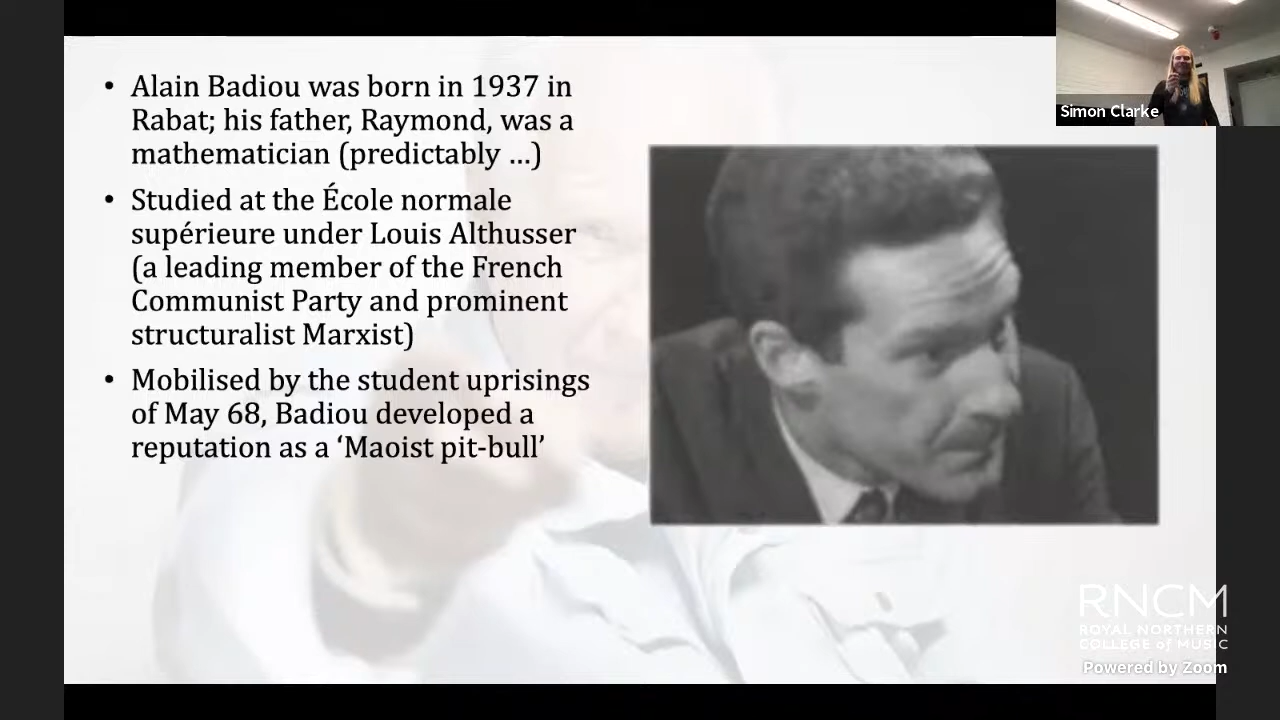 • Alain Badiou was born in 1937 in
Rabat; his father, Raymond, was a
mathematician (predictably …)
• Studied at the École normale
supérieure under Louis Althusser
(a leading member of the French
Communist Party and prominent
structuralist Marxist)
• Mobilised by the student uprisings
of May 68, Badiou developed a
reputation as a ‘Maoist pit-bull’
Simon Clarke
RNCM
ROYAL NORTHERN
COLLEGE of MUSIC
Powered by Zoom